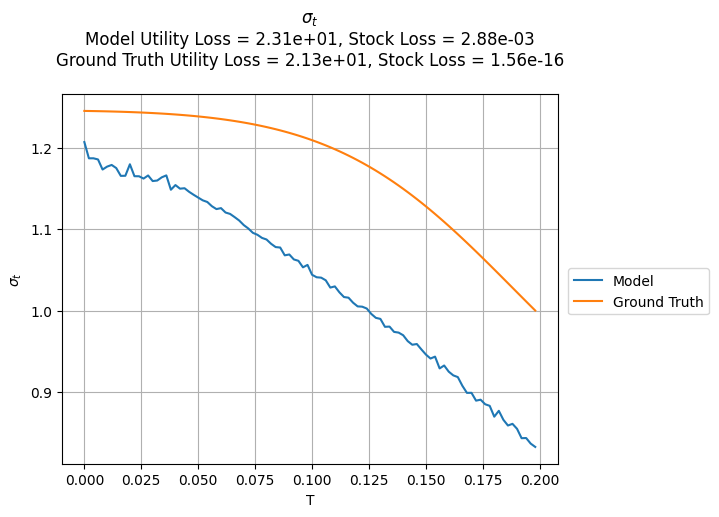 σt
Model Utility Loss = 2.31e+01, Stock Loss = 2.88e-03
Ground Truth Utility Loss = 2.13e+01, Stock Loss = 1.56e-16
1.2
1.1
1.0
0.9
σt
0.000 0.025 0.050 0.075 0.100 0.125 0.150 0.175 0.200
T
Model
Ground Truth